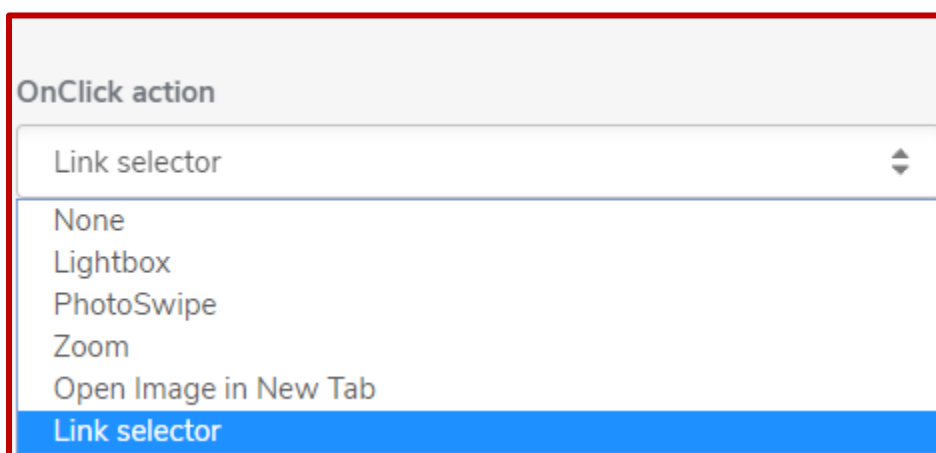 OnClick action
Link selector
None
Lightbox
PhotoSwipe
Zoom
Open Image in New Tab
Link selector